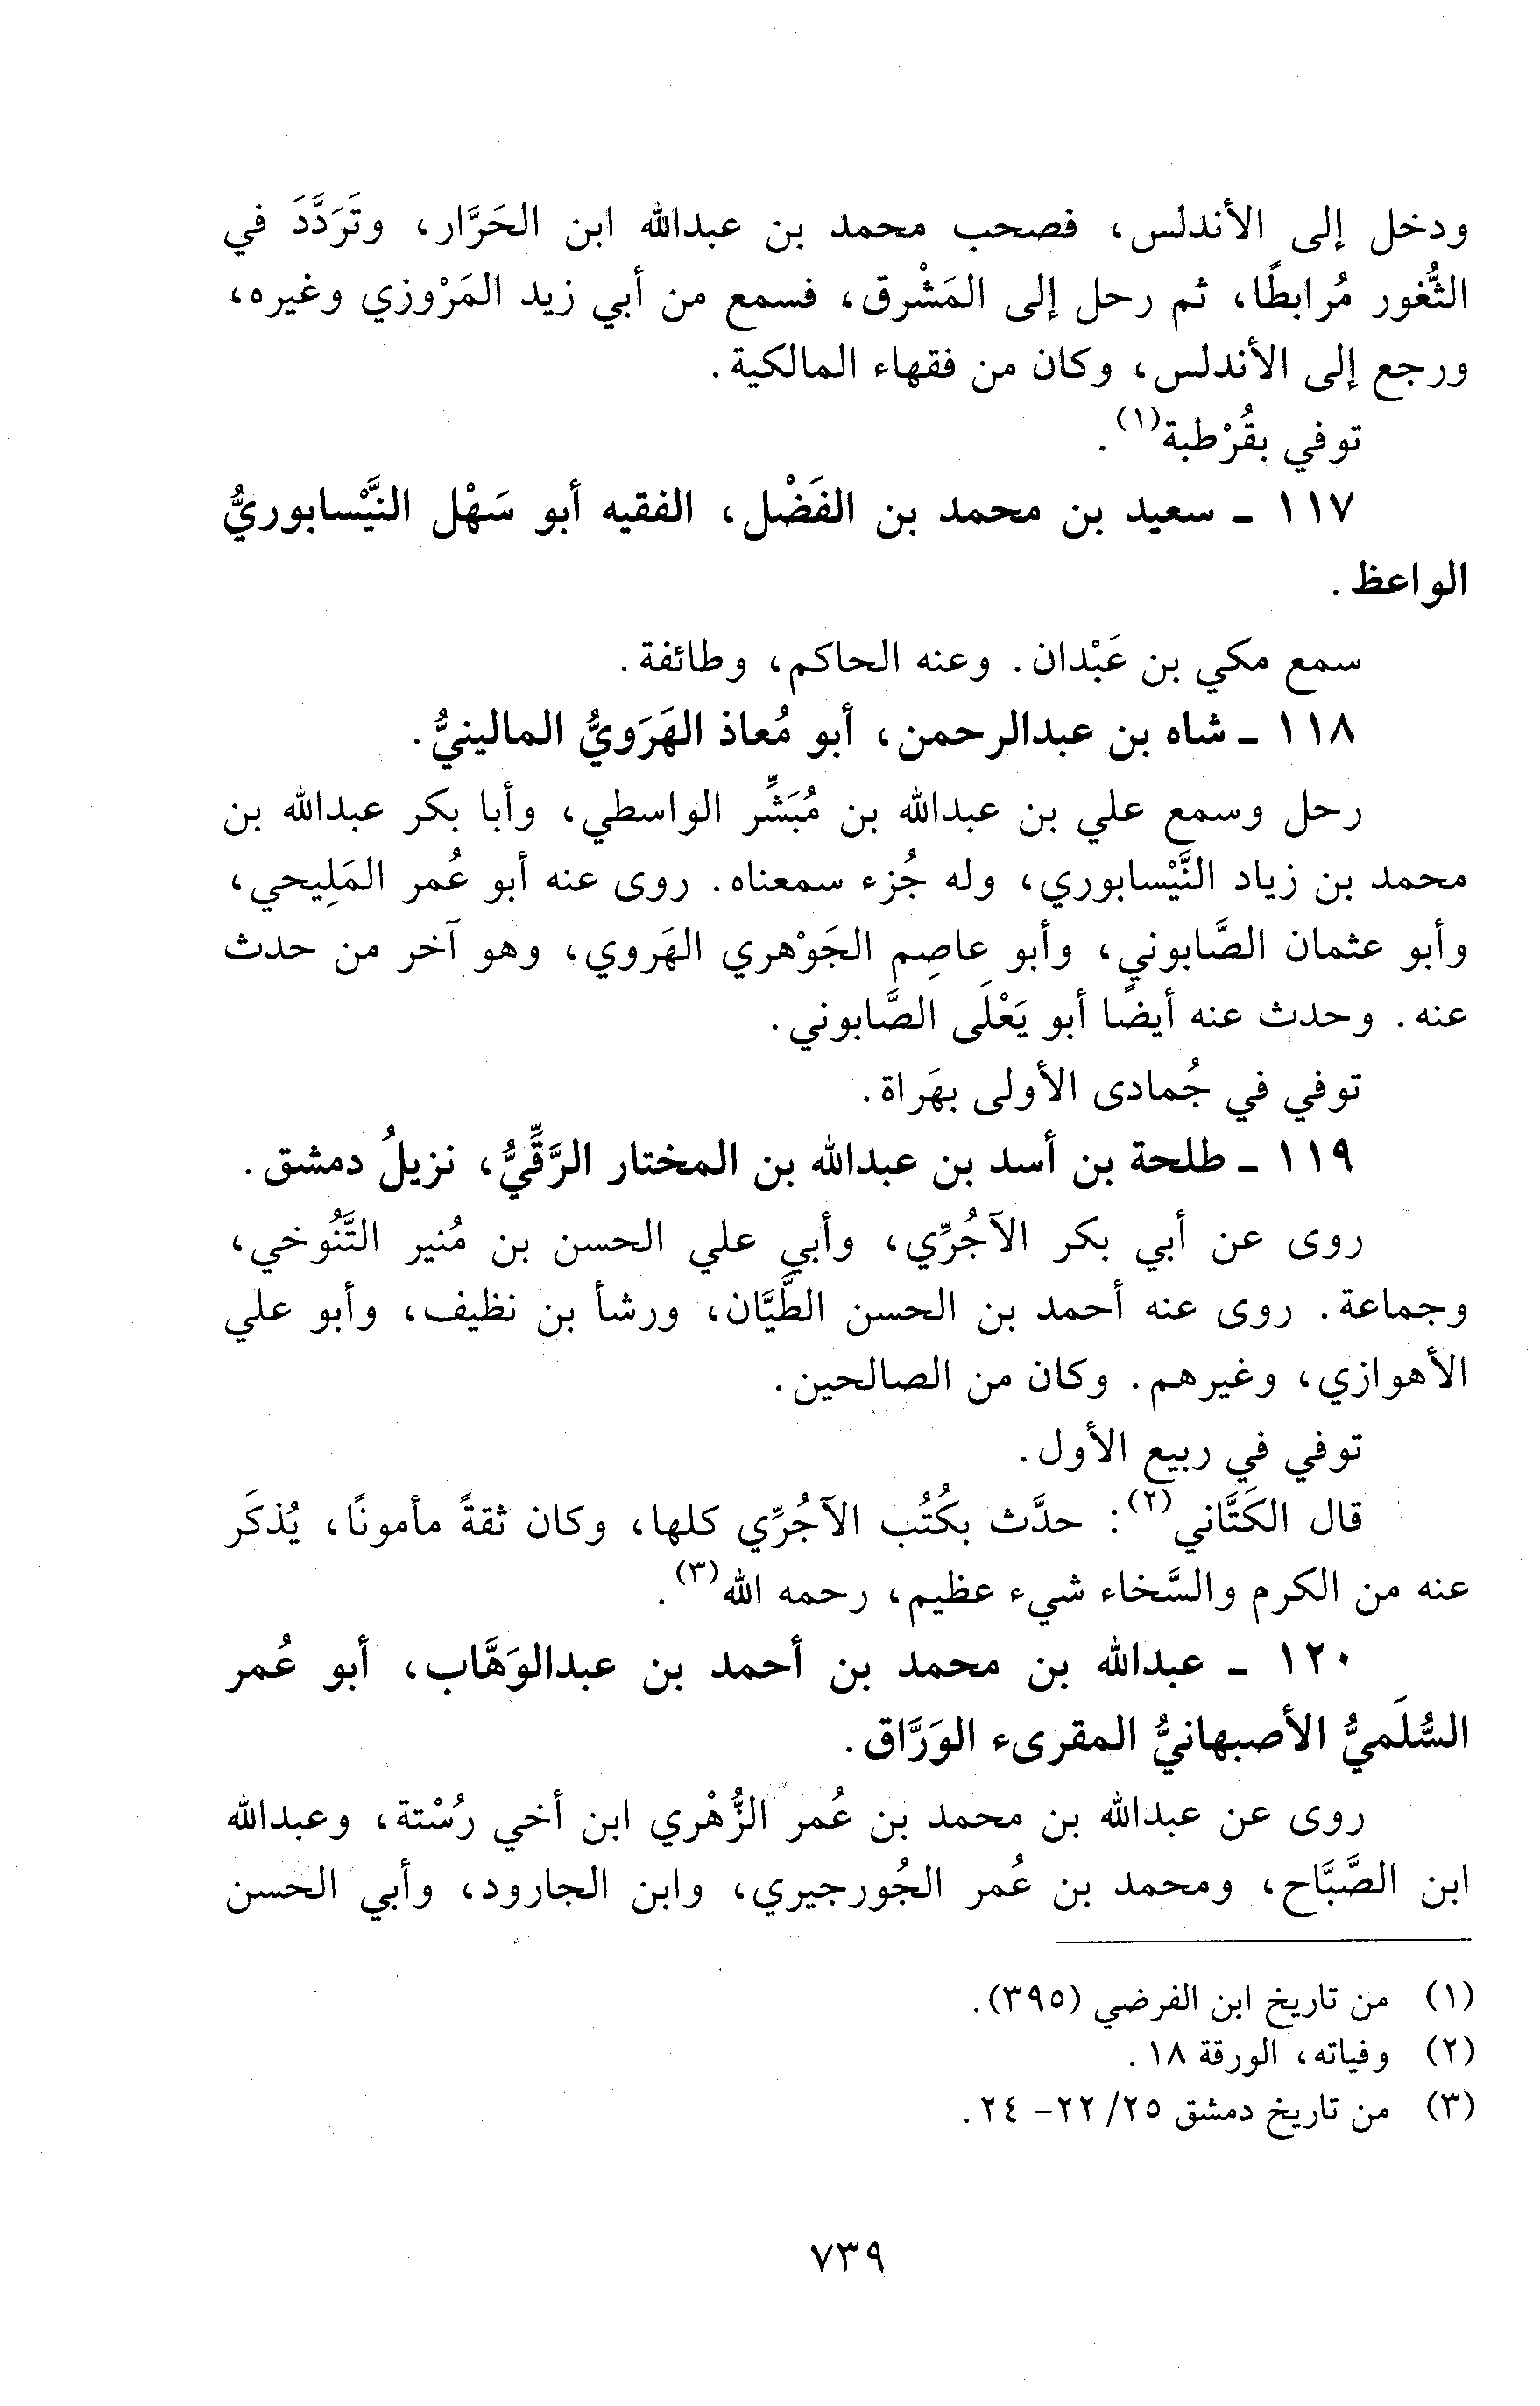 ودخل إلى الأندلس، فصحب محمد بن عبدالله ابن الحَرَّار، وتَرَدَّدَ في
الثُّغور مُرابطًا، ثم رحل إلى المَشْرق، فسمع من أبي زيد المَرْوزي وغيره،
ورجع إلى الأندلس، وكان من فقهاء المالكية.
توفي بقُرْطبة(١).
١١٧ ـ سعيد بن محمد بن الفَضْل، الفقيه أبو سَهْل النَّيْسابوريُّ
الواعظ.
سمع مكي بن عَبْدان. وعنه الحاكم، وطائفة.
١١٨ ـ شاه بن عبدالرحمن، أبو مُعاذ الهَرَويُّ المالينيُّ.
رحل وسمع علي بن عبدالله بن مُبَشِّر الواسطي، وأبا بكر عبدالله بن
محمد بن زياد النَّيْسابوري، وله جُزء سمعناه. روى عنه أبو عُمر المَلِيحي،
وأبو عثمان الصَّابوني، وأبو عاصِم الجَوْهري الهَروي، وهو آخر من حدث
عنه. وحدث عنه أيضًا أبو يَعْلَى الصَّابوني.
توفي في جُمادى الأولى بهَراة.
١١٩ ـ طلحة بن أسد بن عبدالله بن المختار الرَّقِّيُّ، نزيلُ دمشق.
روى عن أبي بكر الآجُرِّي، وأبي علي الحسن بن مُنير التَّنُوخي،
وجماعة. روى عنه أحمد بن الحسن الطَّيَّان، ورشأ بن نظيف، وأبو علي
الأهوازي، وغيرهم. وكان من الصالحين.
توفي في ربيع الأول.
قال الكَتَّاني(٢): حدَّث بكُتُب الآجُرِّي كلها، وكان ثقةً مأمونًا، يُذكَر
عنه من الكرم والسَّخاء شيء عظيم، رحمه الله(٣).
١٢٠ ـ عبدالله بن محمد بن أحمد بن عبدالوَهَّاب، أبو عُمر
السُّلَميُّ الأصبهانيُّ المقرىء الوَرَّاق.
روى عن عبدالله بن محمد بن عُمر الزُّهْري ابن أخي رُسْتة، وعبدالله
ابن الصَّبَّاح، ومحمد بن عُمر الجُورجيري، وابن الجارود، وأبي الحسن
(١) من تاريخ ابن الفرضي (٣٩٥).
(٢) وفياته، الورقة ١٨.
(٣) من تاريخ دمشق ٢٥/ ٢٢- ٢٤.
٧٣٩